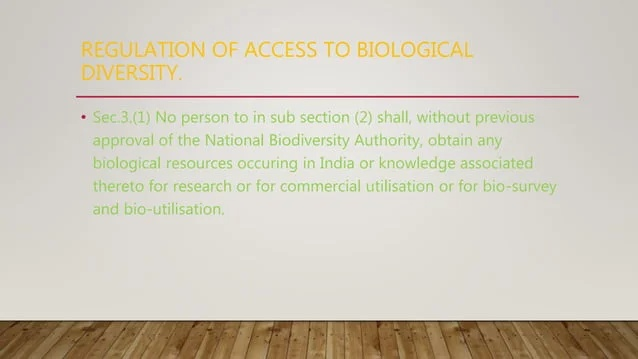 REGULATION OF ACCESS TO BIOLOGICAL
DIVERSITY.
• Sec.3.(1) No person to in sub section (2) shall, without previous
approval of the National Biodiversity Authority, obtain any
biological resources occuring in India or knowledge associated
thereto for research or for commercial utilisation or for bio-survey
and bio-utilisation.